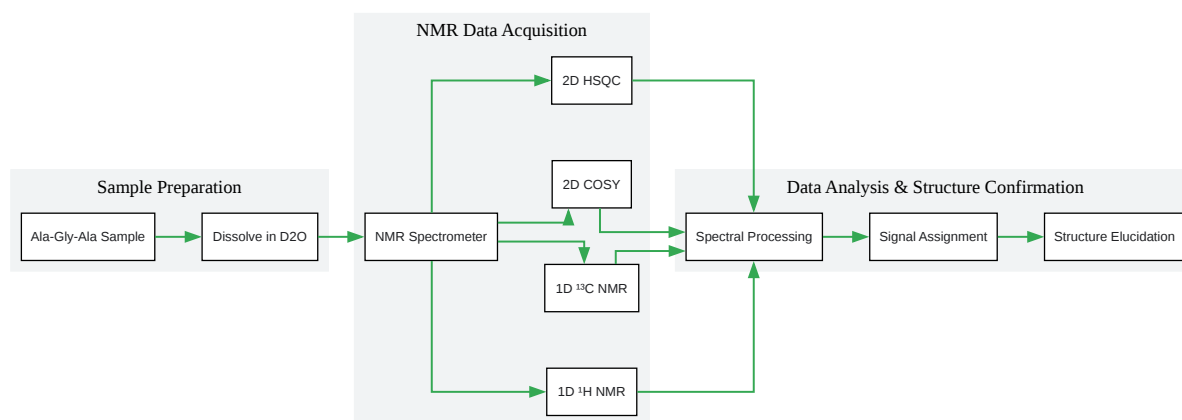 NMR Data Acquisition
2D HSQC
Sample Preparation
2D COSY
Data Analysis & Structure Confirmation
Ala-Gly-Ala Sample
Dissolve in D2O
NMR Spectrometer
Spectral Processing
Signal Assignment
Structure Elucidation
1D ¹³C NMR
1D ¹H NMR